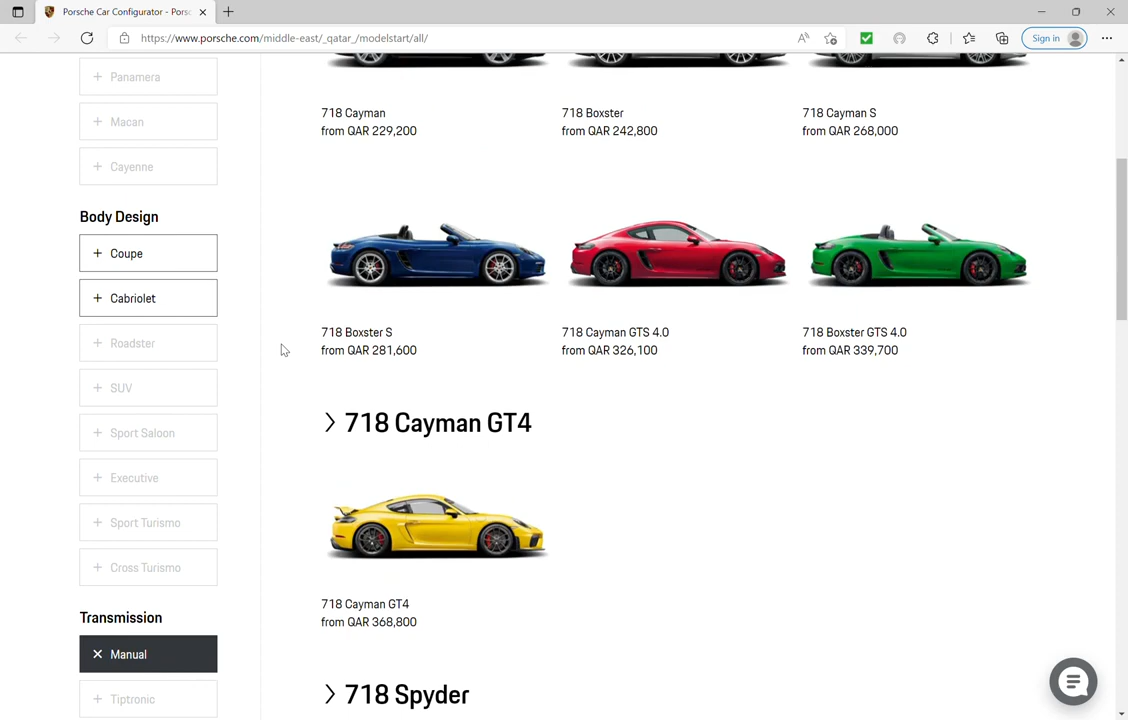 Porsche Car Configurator - Porsc
https://www.porsche.com/middle-east/_qatar_/modelstart/all/
Sign in
+ Panamera
+ Macan
+ Cayenne
Body Design
+ Coupe
+ Cabriolet
+ Roadster
+ SUV
+ Sport Saloon
+ Executive
+ Sport Turismo
+ Cross Turismo
Transmission
× Manual
+ Tiptronic
718 Cayman
from QAR 229,200
718 Boxster
from QAR 242,800
718 Cayman S
from QAR 268,000
718 Boxster S
from QAR 281,600
718 Cayman GTS 4.0
from QAR 326,100
718 Boxster GTS 4.0
from QAR 339,700
718 Cayman GT4
718 Cayman GT4
from QAR 368,800
718 Spyder